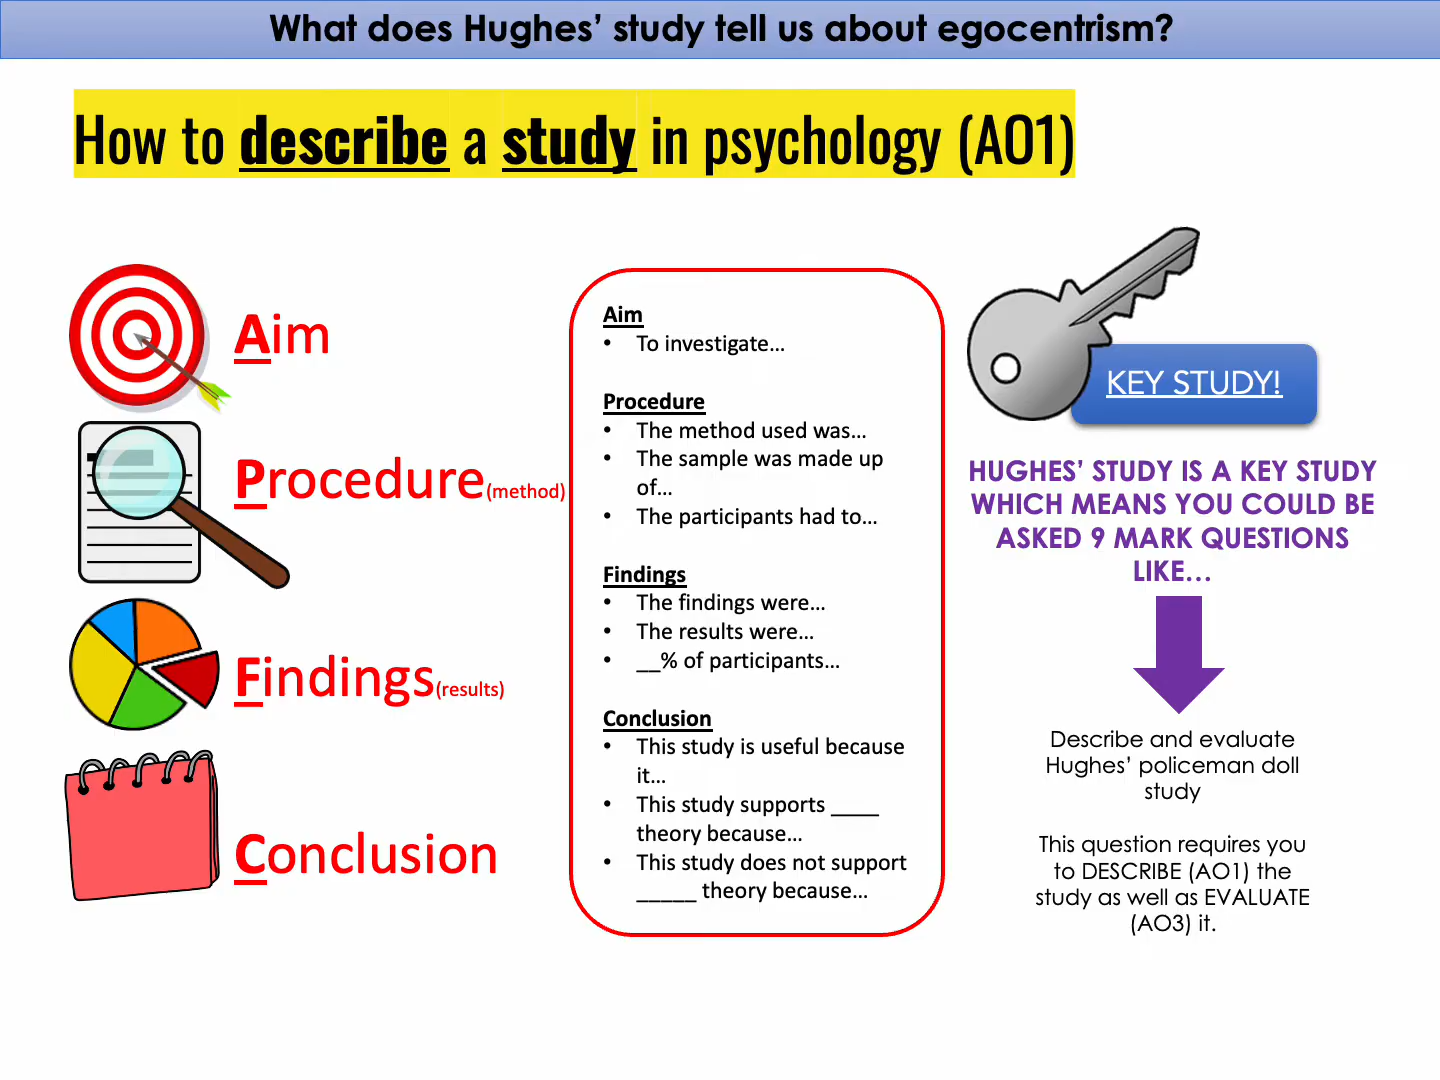 What does Hughes’ study tell us about egocentrism?
How to describe a study in psychology (AO1)
Aim
Procedure(method)
Findings(results)
Conclusion
Aim
• To investigate...
Procedure
• The method used was...
• The sample was made up
of...
• The participants had to...
Findings
• The findings were...
• The results were...
• __% of participants...
Conclusion
• This study is useful because
it...
• This study supports ____
theory because...
• This study does not support
_____ theory because...
KEY STUDY!
HUGHES’ STUDY IS A KEY STUDY
WHICH MEANS YOU COULD BE
ASKED 9 MARK QUESTIONS
LIKE...
Describe and evaluate
Hughes’ policeman doll
study
This question requires you
to DESCRIBE (AO1) the
study as well as EVALUATE
(AO3) it.